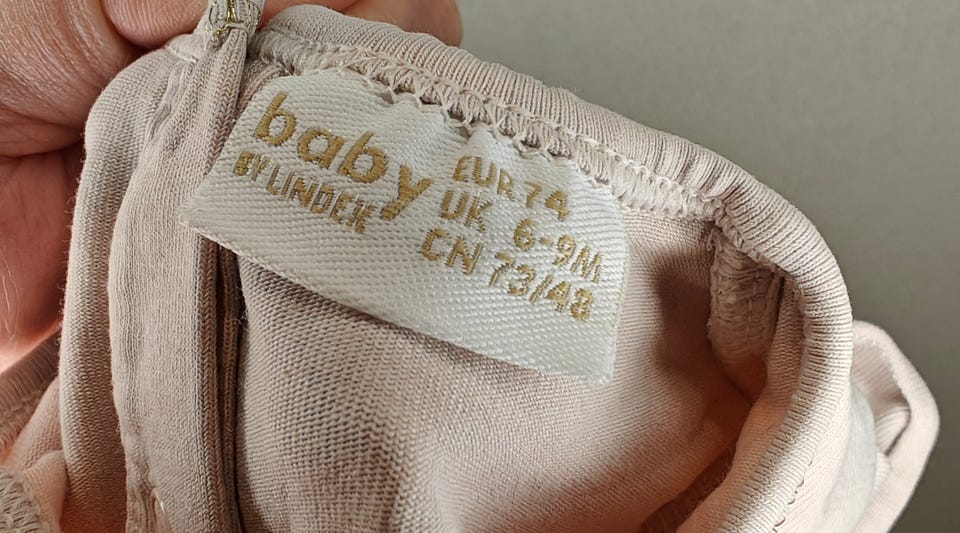 baby
BY LINDEX
EUR 74
UK 6-9M
CN 73/48